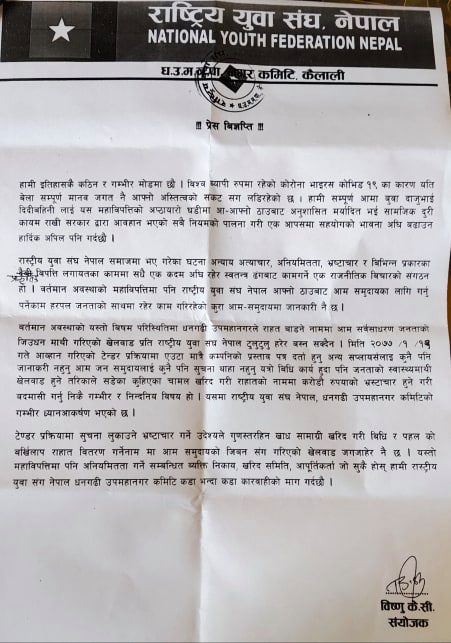 राष्ट्रिय युवा संघ, नेपाल
NATIONAL YOUTH FEDERATION NEPAL
घ.उ.म. नगर कमिटि, कैलाली
!!! प्रेस बिज्ञप्ति !!!
हामी इतिहासकै कठिन र गम्भीर मोडमा छौ । बिश्व ब्यापी रुपमा रहेको कोरोना भाइरस कोभिड १९ का कारण यति
बेला सम्पूर्ण मानव जगत नै आफ्नो अस्तित्वको संकट संग लडिरहेको छ। हामी सम्पूर्ण आमा बुवा दाजुभाई
दिदीबहिनी लाई यस महाविपत्तिको अप्ठ्यारो घडीमा आ-आफ्नो ठाउबाट अनुशासित मर्यादित भई सामजिक दुरी
कायम राखी सरकार द्वारा आवहान भएको सबै नियमको पालना गरी एक आपसमा सहयोगको भावना अधि बढाउन
हार्दिक अपिल पनि गर्दछौ ।
राष्ट्रीय युवा संघ नेपाल समाजमा भए गरेका घटना अन्याय अत्याचार, अनियमितता, भ्रष्टाचार र बिभिन्न प्रकारका
विपत्ति लगायतका काममा सधै एक कदम अघि रहेर स्वतन्त्र ढंगबाट कामगर्ने एक राजनीतिक बिचारको संगठन
हो । वर्तमान अवस्थाको महाविपत्तिमा पनि राष्ट्रिय युवा संघ नेपाल आफ्नो ठाउबाट आम समुदायका लागि गर्नु
पर्नेकाम हरपल जनताको साथमा रहेर काम गरिरहेको कुरा आम-समुदायमा जानकारी नै छ ।
वर्तमान अवस्थाको यस्तो बिषम परिस्थितिमा धनगढी उपमहानगरले राहत बाडने नाममा आम सर्वसाधारण जनताको
जिउधन माथी गारिएको खेलवाड प्रति राष्ट्रिय युवा संघ नेपाल टुलुटुलु हेरेर बस्न सक्दैन । मिति २०७७ /१ /
गते आव्हान गरिएको टेन्डर प्रक्रियामा एउटा मात्रै कम्पनिको प्रस्ताब पत्र दर्ता हुनु अन्य सप्लायर्सलाई कुनै पनि
जानाकरी नहुनु आम जन समुदायलाई कुनै पनि सुचना थाहा नहुनु यत्रो बिधि कार्य हुदा पनि जनताको स्वास्थ्यमाथी
खेलवाड हुने तरिकाले सडेका कुहिएका चामल खरिद गरी राहतको नाममा करोडौ रुपयाको भ्रस्टाचार हुने गरी
वदमासी गर्नु निकै गम्भीर र निन्दनिय बिषय हो । यसमा राष्ट्रिय युवा संघ नेपाल, धनगढी उपमहानगर कमिटिको
गम्भीर ध्यानआकर्षण भएको छ ।
टेण्डर प्रक्रियामा सुचना लुकाउने भ्रष्टाचार गर्ने उदेश्यले गुणस्तरहिन खाध सामाग्री खरिद गरी बिधि र पहल को
बर्खिलाप राहात वितरण गर्नेनाम मा आम समुदायको जिबन संग गरिएको खेलवाड जगजाहेर नै छ । यस्तो
महाविपत्तिमा पनि अनियमितता गर्ने सम्बन्धित ब्यक्ति निकाय, खरिद समिति, आपूर्तिकर्ता जो सुकै होस् हामी रास्ट्रीय
युवा संग नेपाल धनगढी उपमहानगर कमिटि कडा भन्दा कडा कारवाहीको माग गर्दछौ ।
विष्णु के.सी.
संयोजक